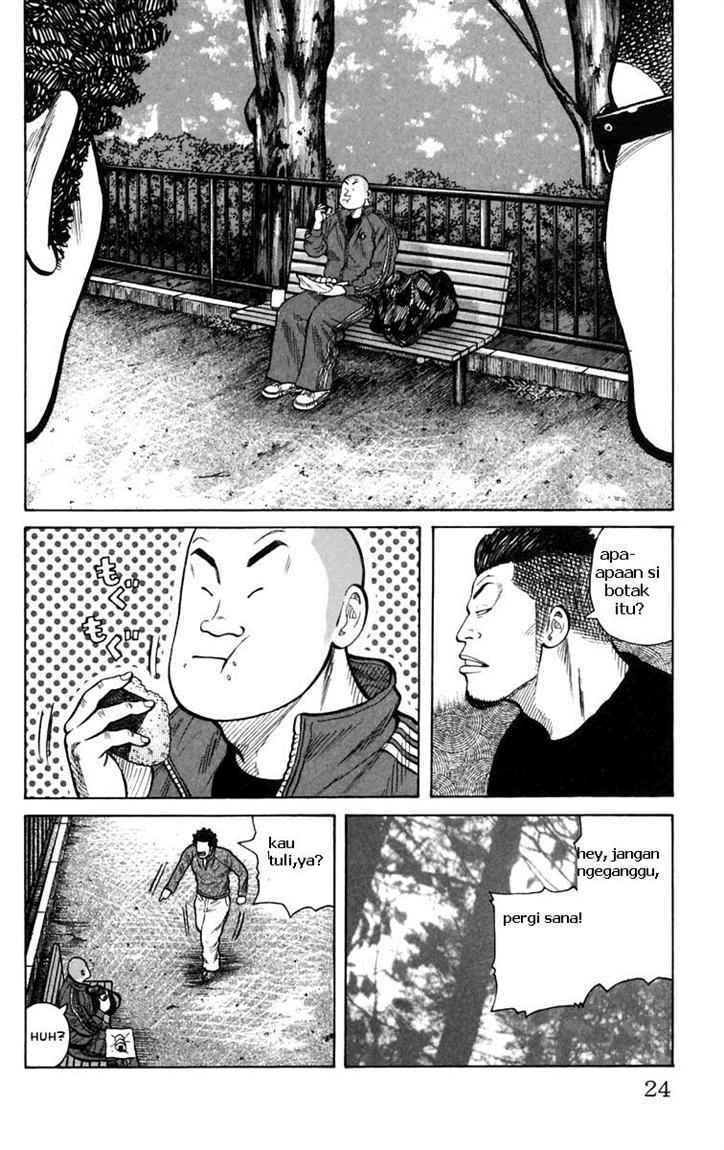 apa-
apaan si
botak
itu?
もぐ
もぐ
hey, jangan
ngeganggu,
pergi sana!
kau
tuli,ya?
HUH?
24